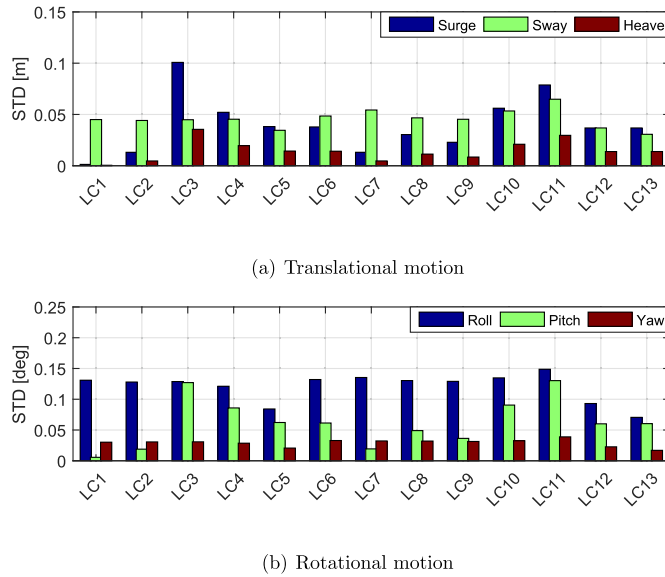 0.15
Surge Sway Heave
0.1
STD [m]
0.05
0
LC1 LC2 LC3 LC4 LC5 LC6 LC7 LC8 LC9 LC10 LC11 LC12 LC13
(a) Translational motion
0.25
Roll Pitch Yaw
0.2
0.15
STD [deg]
0.1
0.05
0
LC1 LC2 LC3 LC4 LC5 LC6 LC7 LC8 LC9 LC10 LC11 LC12 LC13
(b) Rotational motion